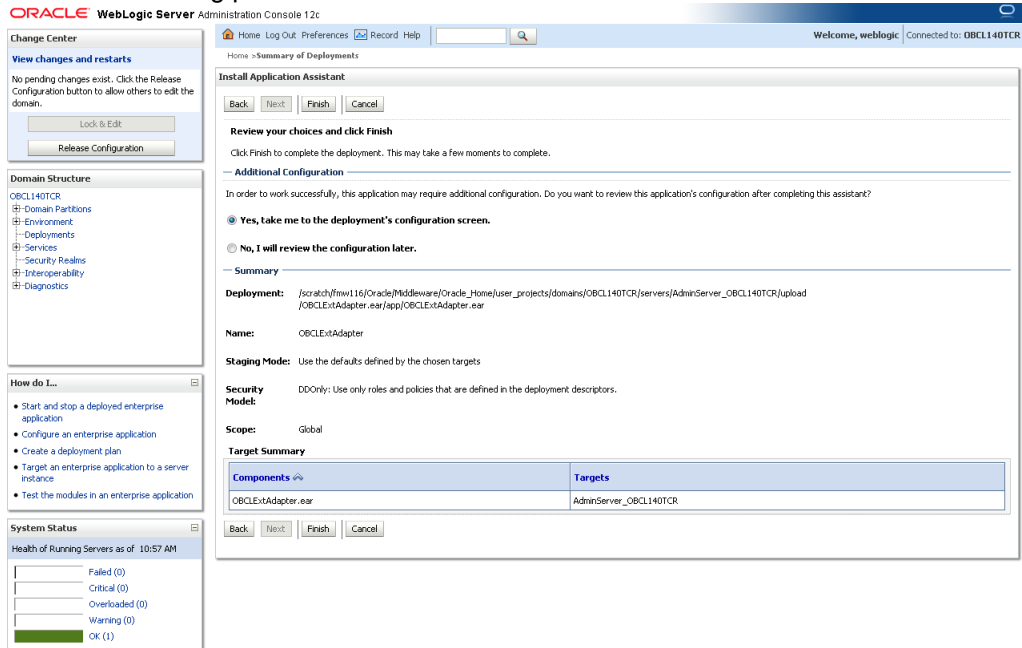 ORACLE WebLogic Server Administration Console 12c
Change Center
View changes and restarts
No pending changes exist. Click the Release
Configuration button to allow others to edit the
domain.
Lock & Edit
Release Configuration
Domain Structure
OBCL140TCR
Domain Partitions
Environment
Deployments
Services
Security Realms
Interoperability
Diagnostics
How do I...
Start and stop a deployed enterprise
application
Configure an enterprise application
Create a deployment plan
Target an enterprise application to a server
instance
Test the modules in an enterprise application
System Status
Health of Running Servers as of 10:57 AM
Failed (0)
Critical (0)
Overloaded (0)
Warning (0)
OK (1)
Home Log Out Preferences Record Help
Welcome, weblogic Connected to: OBCL140TCR
Home >Summary of Deployments
Install Application Assistant
Back Next Finish Cancel
Review your choices and click Finish
Click Finish to complete the deployment. This may take a few moments to complete.
Additional Configuration
In order to work successfully, this application may require additional configuration. Do you want to review this application's configuration after completing this assistant?
Yes, take me to the deployment's configuration screen.
No, I will review the configuration later.
Summary
Deployment: /scratch/fmw116/Oracle/Middleware/Oracle_Home/user_projects/domains/OBCL140TCR/servers/AdminServer_OBCL140TCR/upload
/OBCLExtAdapter.ear/app/OBCLExtAdapter.ear
Name: OBCLExtAdapter
Staging Mode: Use the defaults defined by the chosen targets
Security Model: DDOnly: Use only roles and policies that are defined in the deployment descriptors.
Scope: Global
Target Summary
Components Targets
OBCLExtAdapter.ear AdminServer_OBCL140TCR
Back Next Finish Cancel